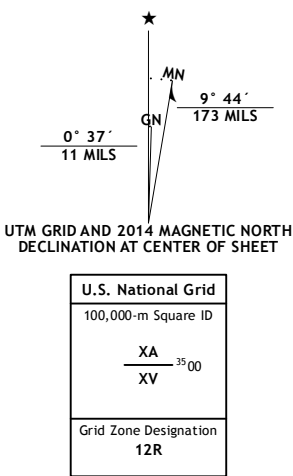 ★
MN
9° 44´
173 MILS
GN
0° 37´
11 MILS
UTM GRID AND 2014 MAGNETIC NORTH
DECLINATION AT CENTER OF SHEET
U.S. National Grid
100,000-m Square ID
XA
3500
XV
Grid Zone Designation
12R